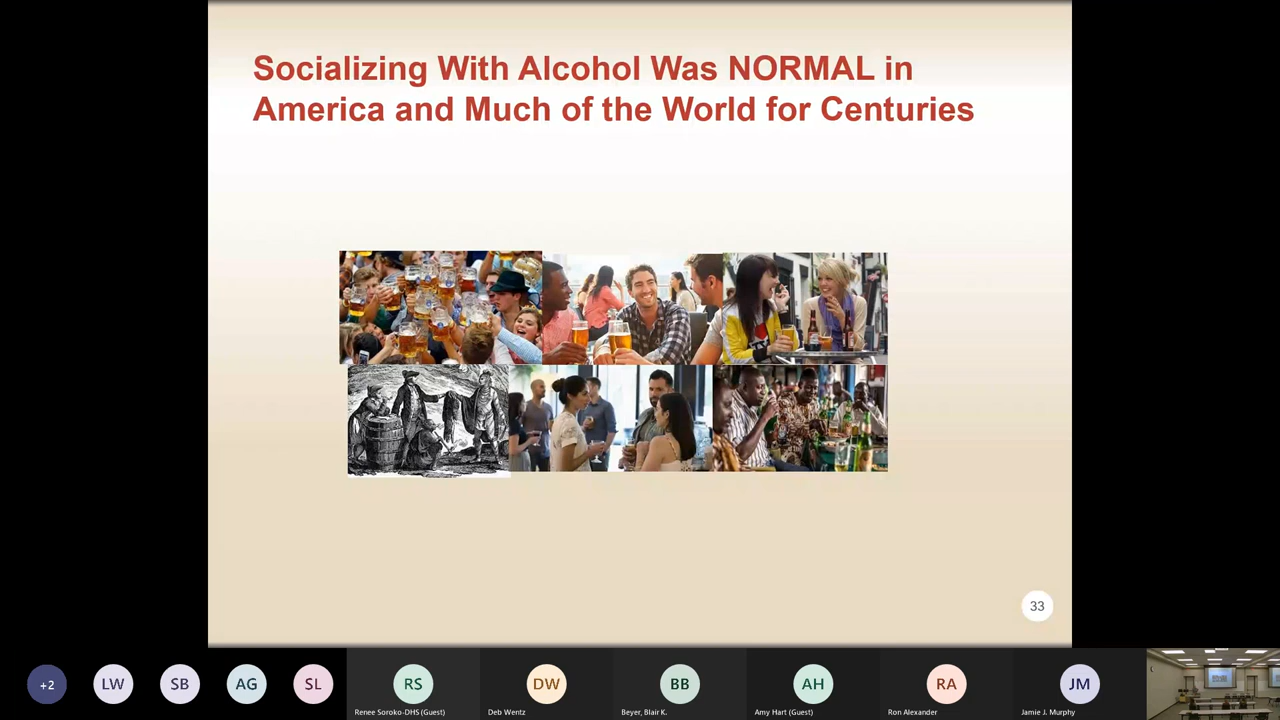 Socializing With Alcohol Was NORMAL in
America and Much of the World for Centuries
33
+2
LW
SB
AG
SL
RS
DW
BB
AH
RA
JM
Renee Soroko-DHS (Guest)
Deb Wentz
Beyer, Blair K.
Amy Hart (Guest)
Ron Alexander
Jamie J. Murphy